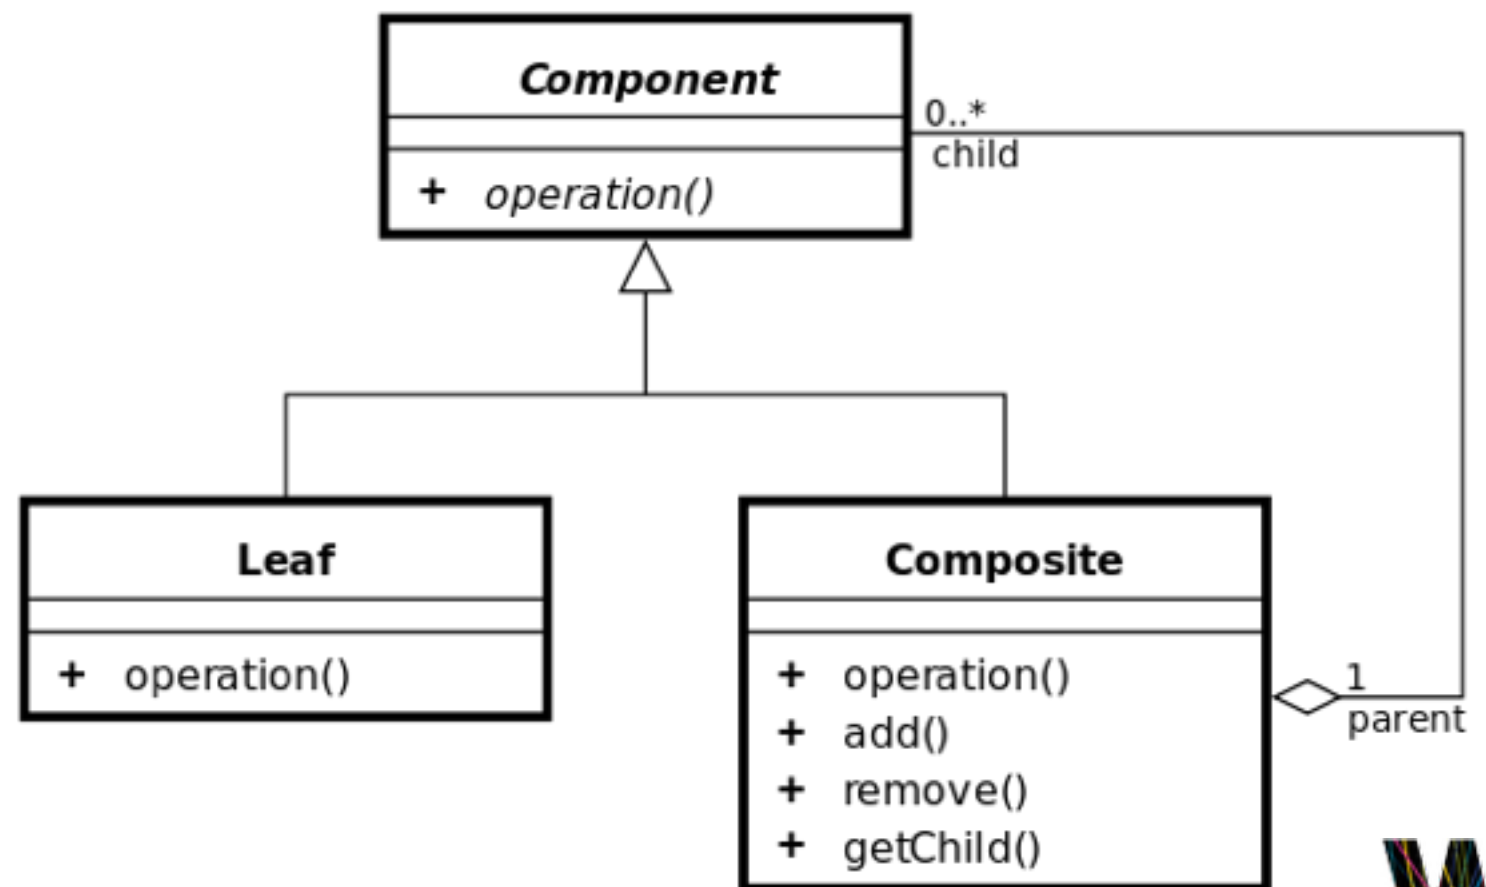 Component
0..*
child
+ operation()
Leaf
+ operation()
Composite
+ operation()
+ add()
+ remove()
+ getChild()
1
parent